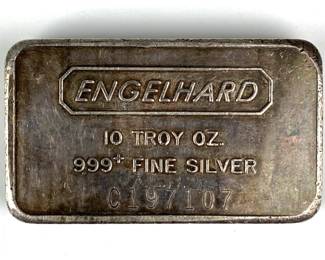 ENGELHARD
10 TROY OZ.
999+ FINE SILVER
C197107